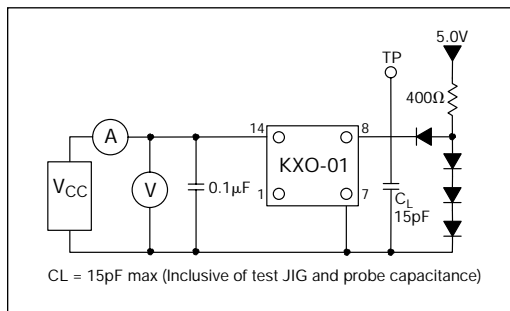 5.0V
TP
400Ω
A
14
8
KXO-01
VCC
V
0.1µF
1
7
CL
15pF
CL = 15pF max (Inclusive of test JIG and probe capacitance)